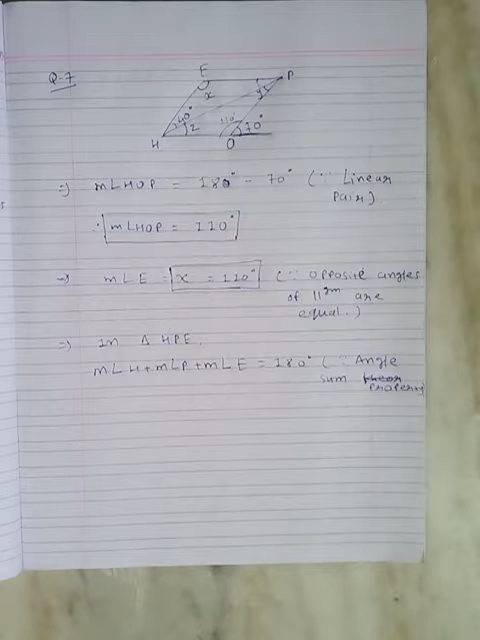 Q-7
E
P
x
y
40°
z
110°
70°
H
O
=) m∠HOP = 180° - 70° (∵ Linear
Pair)
∴ m∠HOP = 110°
→) m∠E = x = 110° (∵ opposite angles
of ||gm are
equal.)
=) In △ HPE,
m∠H+m∠P+m∠E = 180° (∵ Angle
sum property